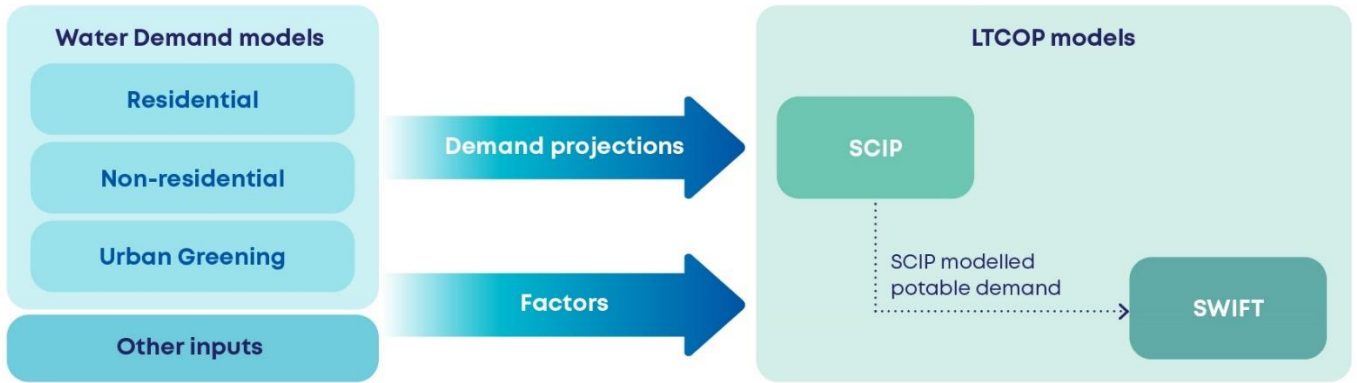 Water Demand models
Residential
Non-residential
Urban Greening
Other inputs
Demand projections
Factors
LTCOP models
SCIP
SCIP modelled
potable demand
SWIFT